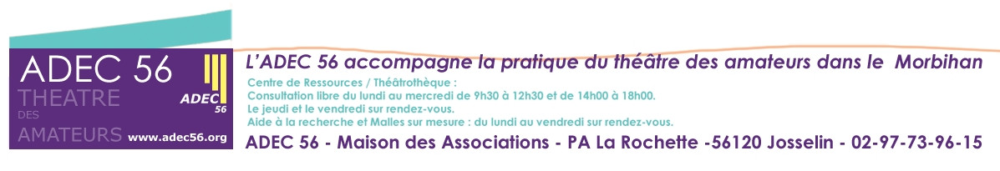 ADEC 56
THEATRE
DES
AMATEURS
www.adec56.org
ADEC
56
L'ADEC 56 accompagne la pratique du théâtre des amateurs dans le Morbihan
Centre de Ressources / Théâtrothèque :
Consultation libre du lundi au mercredi de 9h30 à 12h30 et de 14h00 à 18h00.
Le jeudi et le vendredi sur rendez-vous.
Aide à la recherche et Malles sur mesure : du lundi au vendredi sur rendez-vous.
ADEC 56 - Maison des Associations - PA La Rochette -56120 Josselin - 02-97-73-96-15